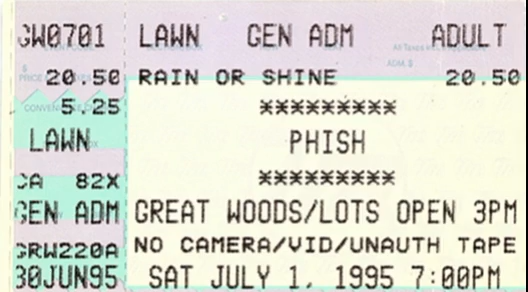 GW0701 LAWN GEN ADM ADULT
20.50 RAIN OR SHINE 20.50
5.25 *********
LAWN PHISH
CA 82X *********
GEN ADM GREAT WOODS/LOTS OPEN 3PM
GRW220A NO CAMERA/VID/UNAUTH TAPE
30JUN95 SAT JULY 1, 1995 7:00PM